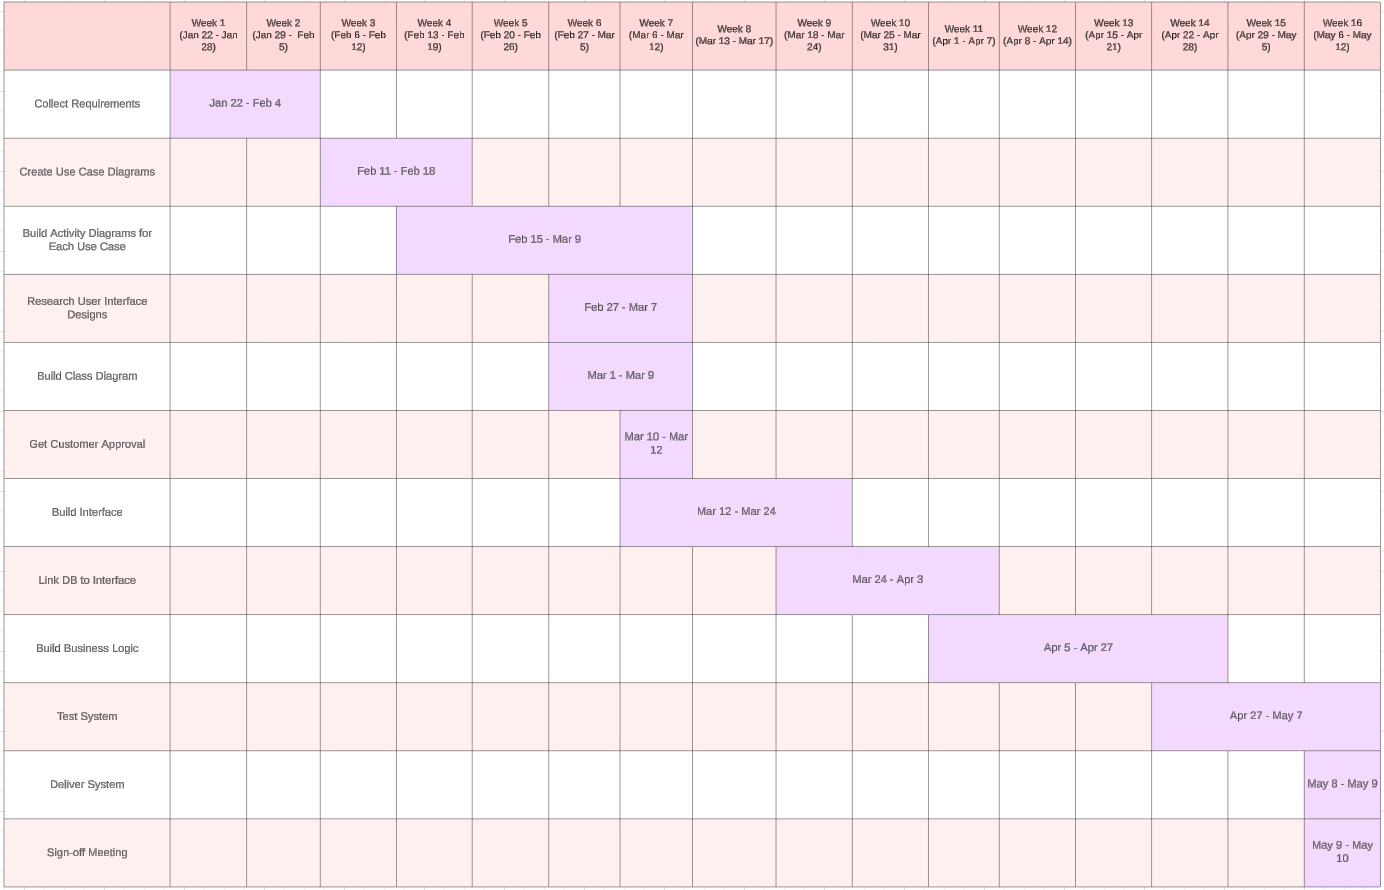 Week 1
(Jan 22 - Jan
28)
Week 2
(Jan 29 - Feb
5)
Week 3
(Feb 6 - Feb
12)
Week 4
(Feb 13 - Feb
19)
Week 5
(Feb 20 - Feb
26)
Week 6
(Feb 27 - Mar
5)
Week 7
(Mar 6 - Mar
12)
Week 8
(Mar 13 - Mar 17)
Week 9
(Mar 18 - Mar
24)
Week 10
(Mar 25 - Mar
31)
Week 11
(Apr 1 - Apr 7)
Week 12
(Apr 8 - Apr 14)
Week 13
(Apr 15 - Apr
21)
Week 14
(Apr 22 - Apr
28)
Week 15
(Apr 29 - May
5)
Week 16
(May 6 - May
12)
Collect Requirements
Jan 22 - Feb 4
Create Use Case Diagrams
Feb 11 - Feb 18
Build Activity Diagrams for
Each Use Case
Feb 15 - Mar 9
Research User Interface
Designs
Feb 27 - Mar 7
Build Class Diagram
Mar 1 - Mar 9
Get Customer Approval
Mar 10 - Mar
12
Build Interface
Mar 12 - Mar 24
Link DB to Interface
Mar 24 - Apr 3
Build Business Logic
Apr 5 - Apr 27
Test System
Apr 27 - May 7
Deliver System
May 8 - May 9
Sign-off Meeting
May 9 - May
10